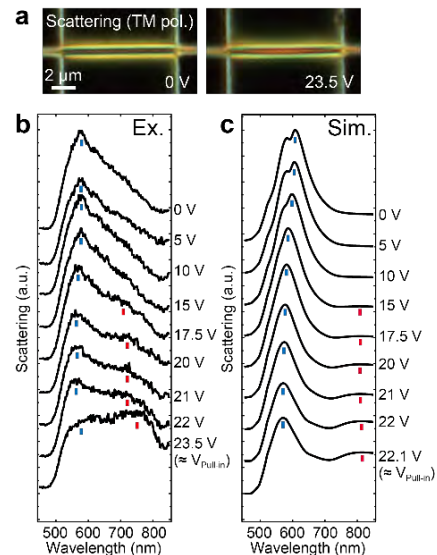 a
Scattering (TM pol.)
2 μm
0 V
23.5 V
b
Ex.
c
Sim.
Scattering (a.u.)
0 V
5 V
10 V
15 V
17.5 V
20 V
21 V
22 V
23.5 V
(≈ VPull-in)
500 600 700 800
Wavelength (nm)
Scattering (a.u.)
0 V
5 V
10 V
15 V
17.5 V
20 V
21 V
22 V
22.1 V
(≈ VPull-in)
500 600 700 800
Wavelength (nm)